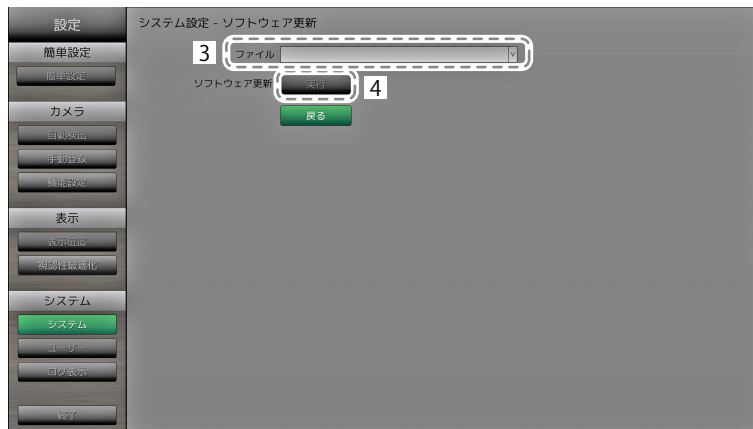 設定
簡単設定
簡単設定
カメラ
自動検出
手動登録
機能設定
表示
表示位置
視認性最適化
システム
システム
ユーザー
ログ表示
終了
システム設定 - ソフトウェア更新
3 ファイル
ソフトウェア更新 実行 4
戻る